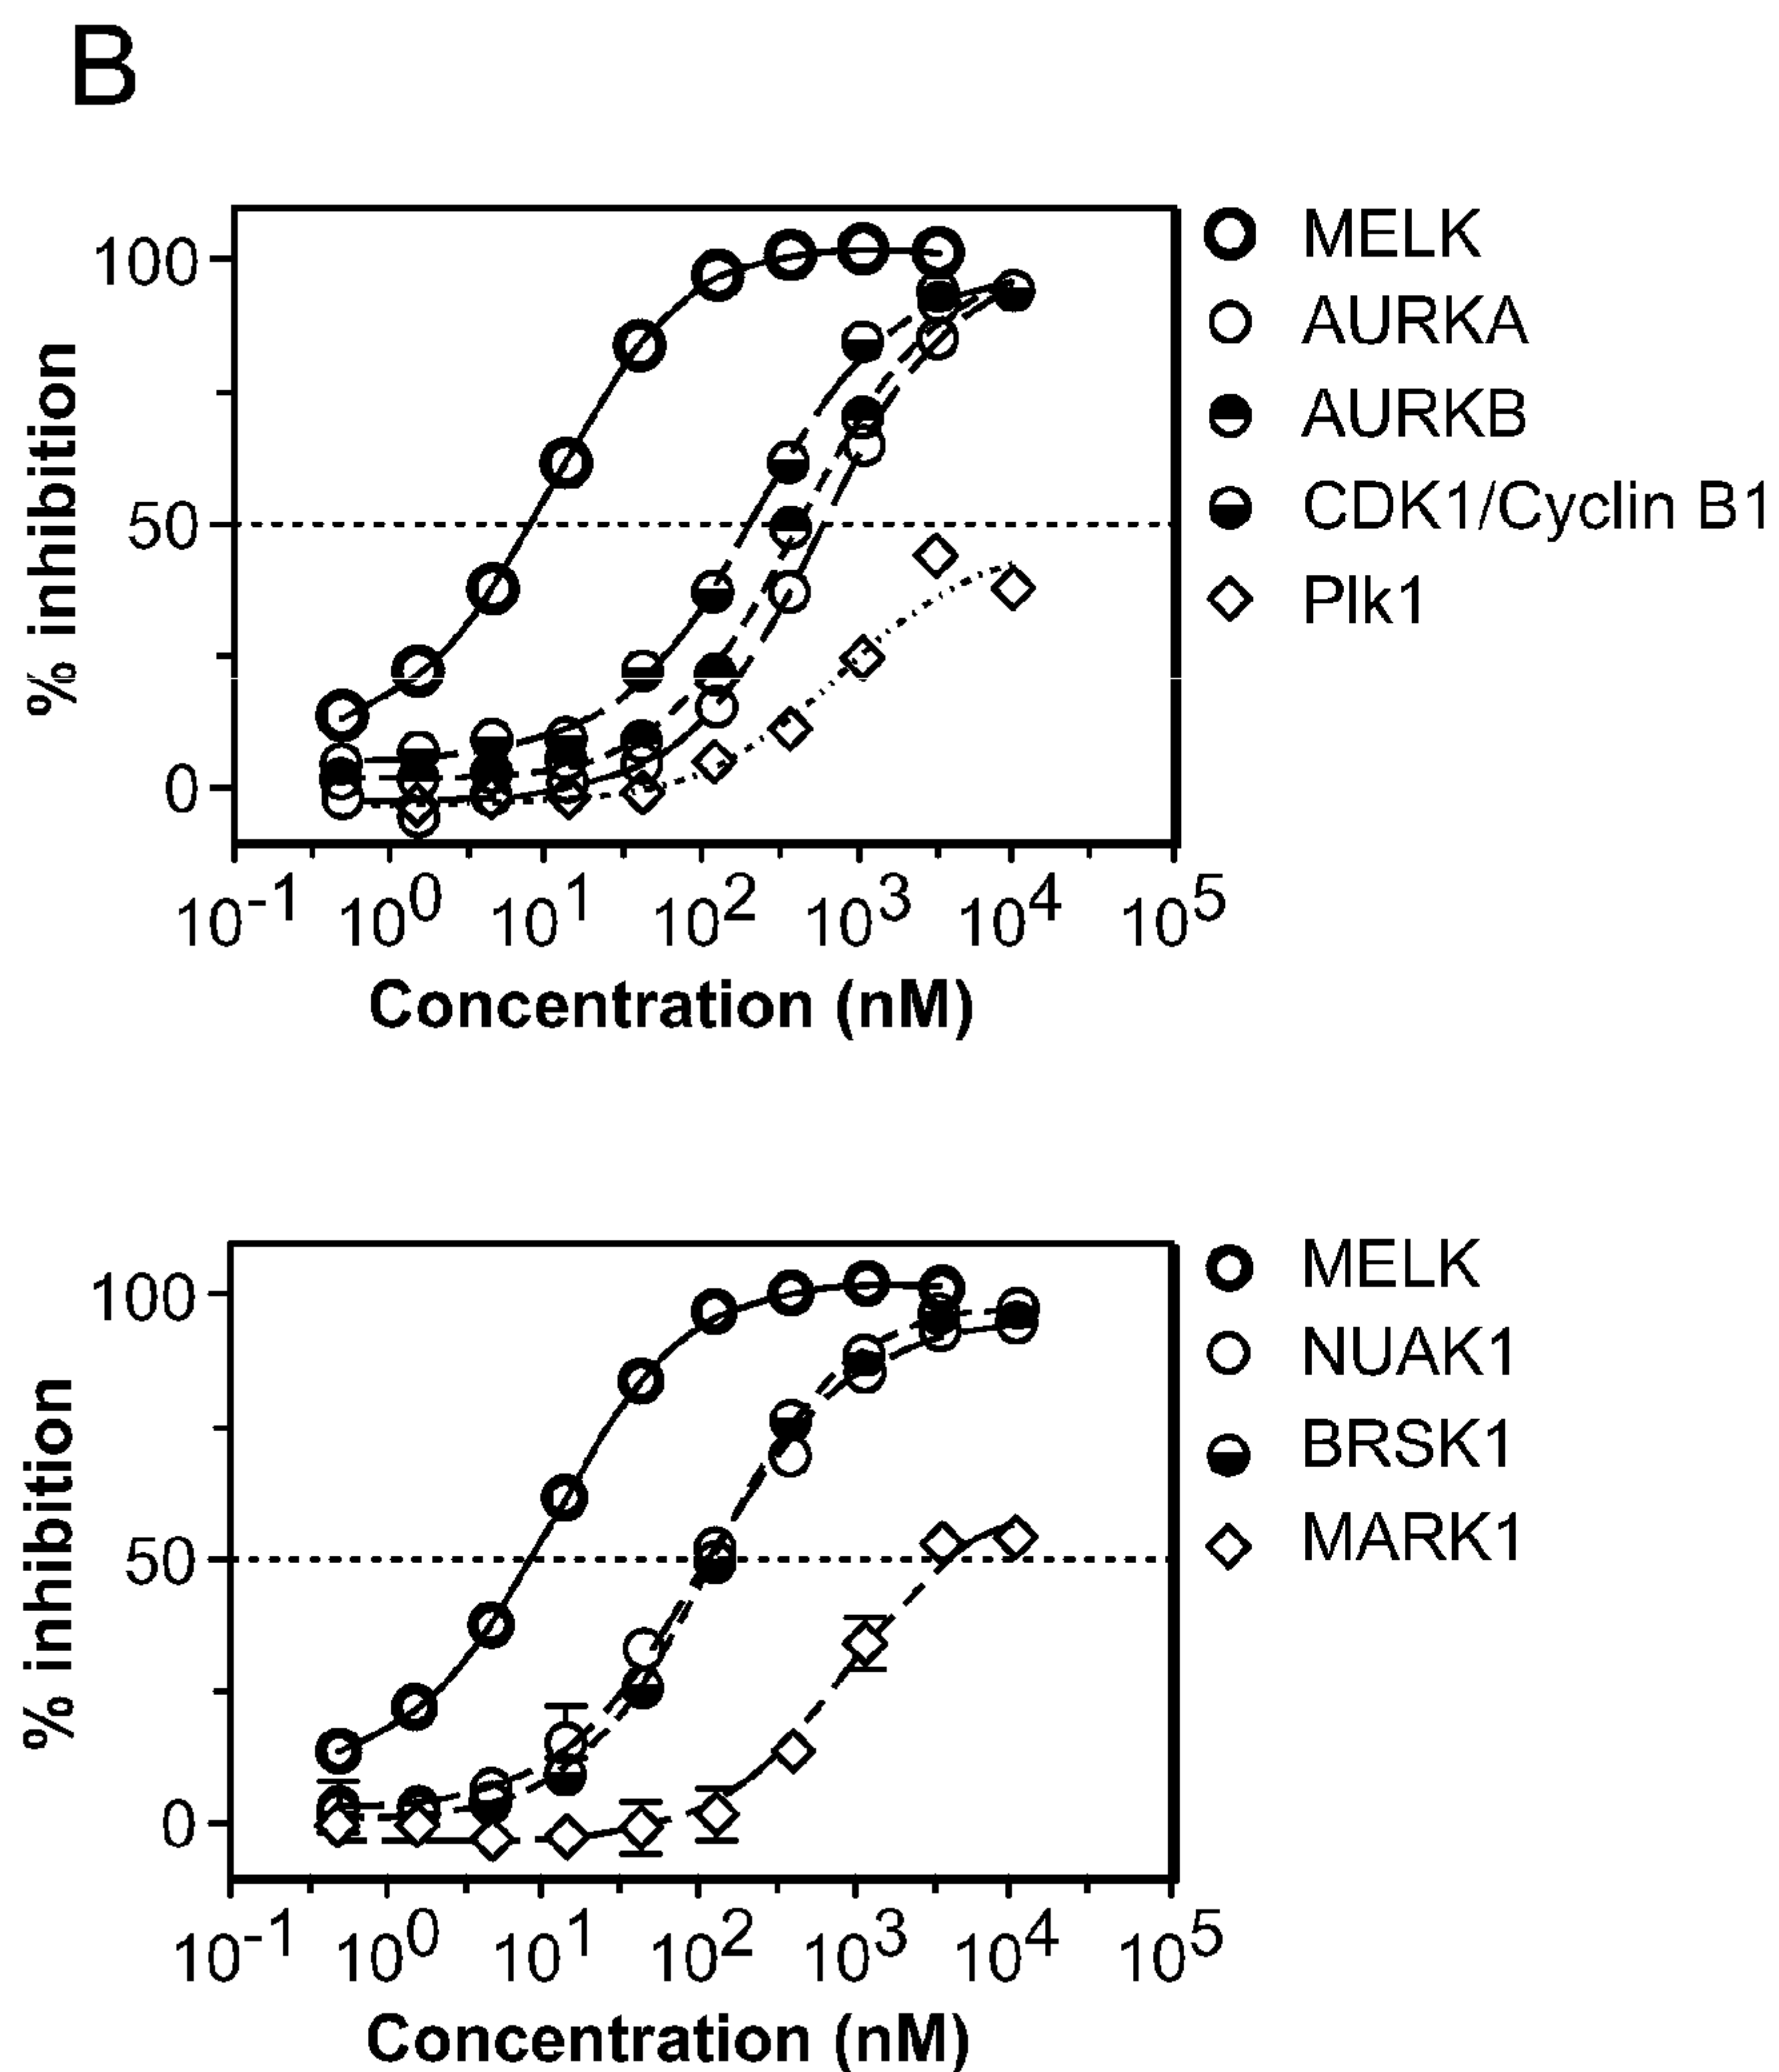 B
% inhibition
100
50
0
10-1 100 101 102 103 104 105
Concentration (nM)
MELK
AURKA
AURKB
CDK1/Cyclin B1
Plk1
% inhibition
100
50
0
10-1 100 101 102 103 104 105
Concentration (nM)
MELK
NUAK1
BRSK1
MARK1